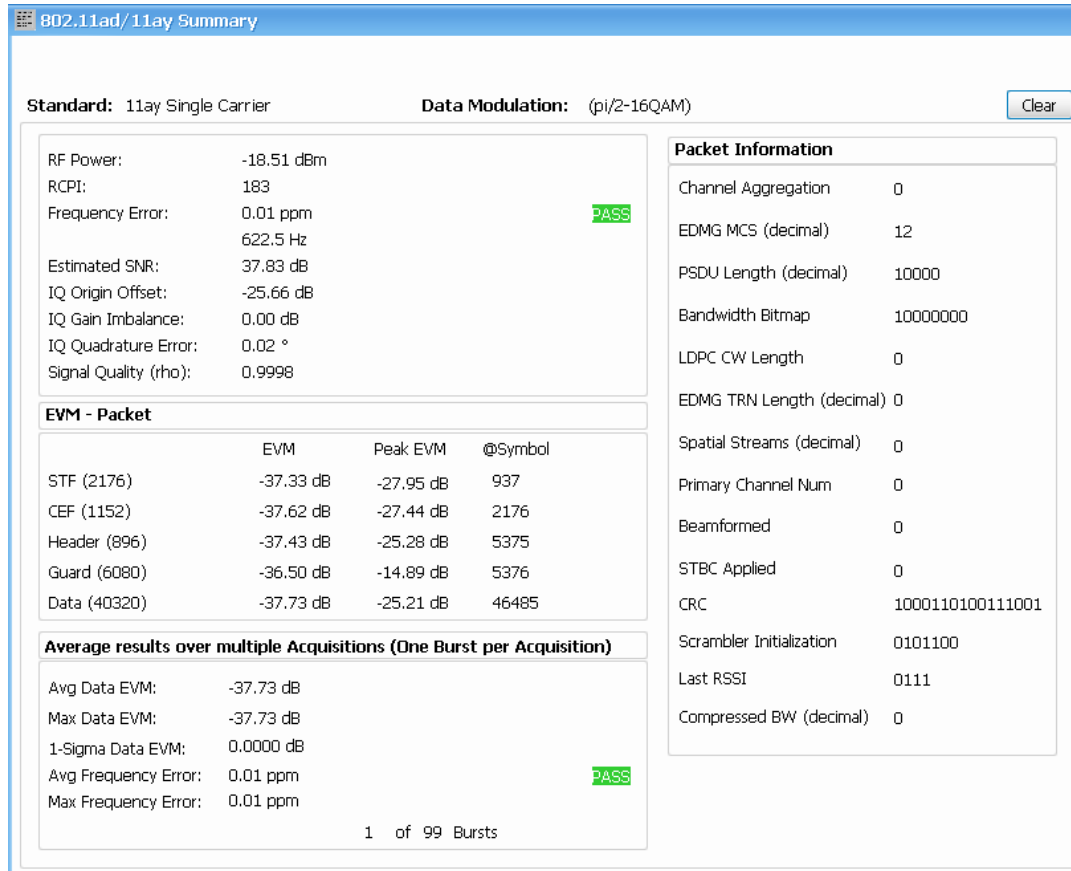 802.11ad/11ay Summary
Standard: 11ay Single Carrier Data Modulation: (pi/2-16QAM) Clear
RF Power: -18.51 dBm
RCPI: 183
Frequency Error: 0.01 ppm PASS
622.5 Hz
Estimated SNR: 37.83 dB
IQ Origin Offset: -25.66 dB
IQ Gain Imbalance: 0.00 dB
IQ Quadrature Error: 0.02 °
Signal Quality (rho): 0.9998
EVM - Packet
EVM Peak EVM @Symbol
STF (2176) -37.33 dB -27.95 dB 937
CEF (1152) -37.62 dB -27.44 dB 2176
Header (896) -37.43 dB -25.28 dB 5375
Guard (6080) -36.50 dB -14.89 dB 5376
Data (40320) -37.73 dB -25.21 dB 46485
Average results over multiple Acquisitions (One Burst per Acquisition)
Avg Data EVM: -37.73 dB
Max Data EVM: -37.73 dB
1-Sigma Data EVM: 0.0000 dB
Avg Frequency Error: 0.01 ppm PASS
Max Frequency Error: 0.01 ppm
1 of 99 Bursts
Packet Information
Channel Aggregation 0
EDMG MCS (decimal) 12
PSDU Length (decimal) 10000
Bandwidth Bitmap 10000000
LDPC CW Length 0
EDMG TRN Length (decimal) 0
Spatial Streams (decimal) 0
Primary Channel Num 0
Beamformed 0
STBC Applied 0
CRC 1000110100111001
Scrambler Initialization 0101100
Last RSSI 0111
Compressed BW (decimal) 0